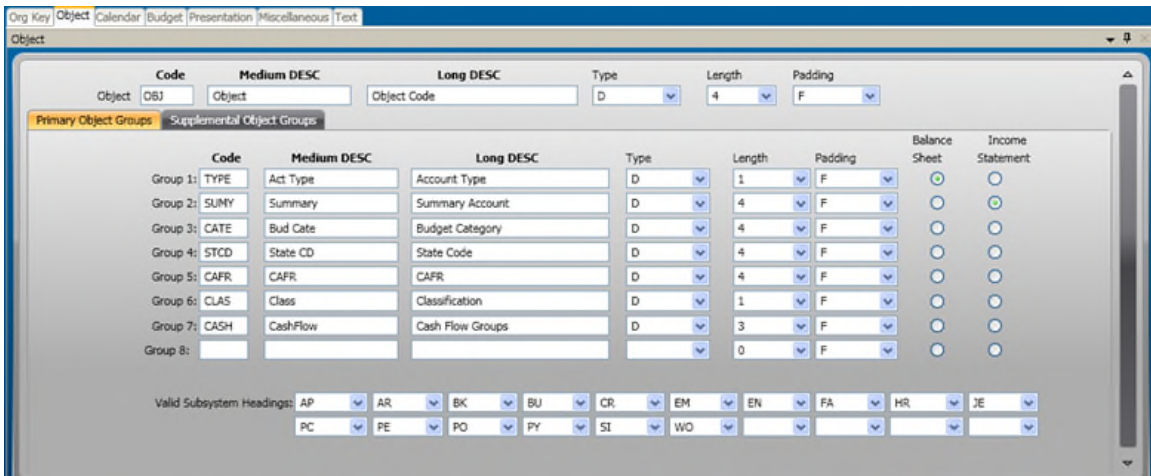 Org Key Object Calendar Budget Presentation Miscellaneous Text
Object
Code Medium DESC Long DESC Type Length Padding
Object OBJ Object Object Code D 4 F
Primary Object Groups Supplemental Object Groups
Balance Income
Code Medium DESC Long DESC Type Length Padding Sheet Statement
Group 1: TYPE Act Type Account Type D 1 F
Group 2: SUMY Summary Summary Account D 4 F
Group 3: CATE Bud Cate Budget Category D 4 F
Group 4: STCD State CD State Code D 4 F
Group 5: CAFR CAFR CAFR D 4 F
Group 6: CLAS Class Classification D 1 F
Group 7: CASH CashFlow Cash Flow Groups D 3 F
Group 8: 0 F
Valid Subsystem Headings: AP AR BK BU CR EM EN FA HR JE
PC PE PO PY SI WO